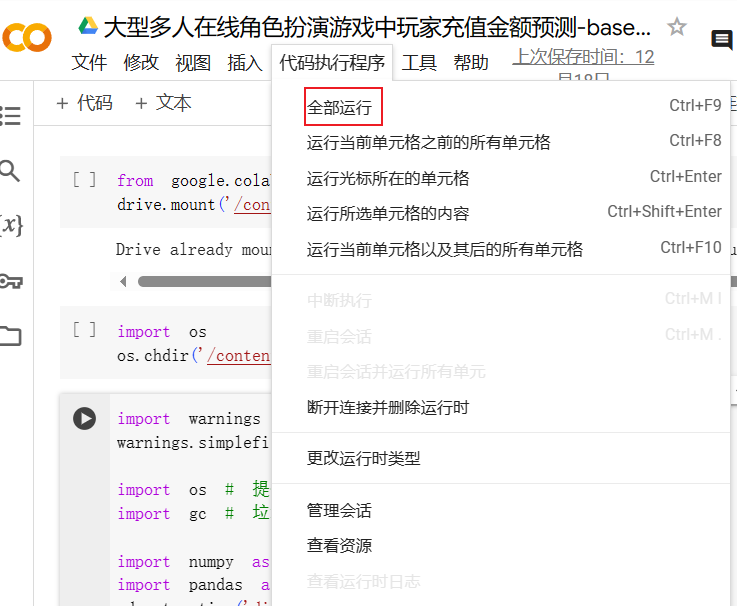 大型多人在线角色扮演游戏中玩家充值金额预测-base...
文件 修改 视图 插入 代码执行程序 工具 帮助 上次保存时间：12
月18日
+ 代码 + 文本
全部运行 Ctrl+F9
运行当前单元格之前的所有单元格 Ctrl+F8
运行光标所在的单元格 Ctrl+Enter
运行所选单元格的内容 Ctrl+Shift+Enter
运行当前单元格以及其后的所有单元格 Ctrl+F10
中断执行 Ctrl+M I
重启会话 Ctrl+M .
重启会话并运行所有单元
断开连接并删除运行时
更改运行时类型
管理会话
查看资源
查看运行时日志
{x}
[ ] from google.cola
drive.mount('/con
Drive already moun
[ ] import os
os.chdir('/conten
import warnings
warnings.simplefi
import os # 提
import gc # 垃
import numpy as
import pandas a